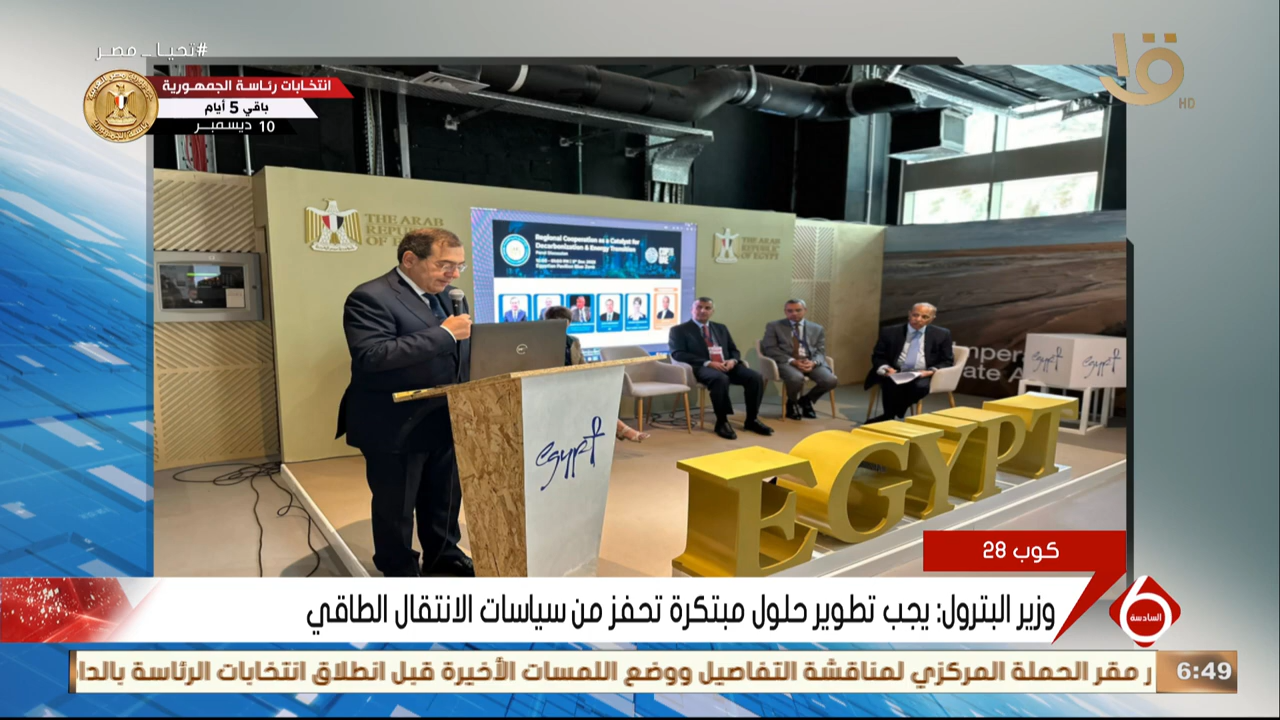 #تحيا_مصر
انتخابات رئاسة الجمهورية
باقي 5 أيام
10 ديسمبر
HD
THE ARAB
REPUBLIC
OF EGYPT
Regional Cooperation as a Catalyst for
Decarbonization & Energy Transition
Panel Discussion
THE ARAB
REPUBLIC
OF EGYPT
DELL
egypt
egypt
egypt
EGYPT
كوب 28
وزير البترول: يجب تطوير حلول مبتكرة تحفز من سياسات الانتقال الطاقي
السادسة
6:49
ر مقر الحملة المركزي لمناقشة التفاصيل ووضع اللمسات الأخيرة قبل انطلاق انتخابات الرئاسة بالدا